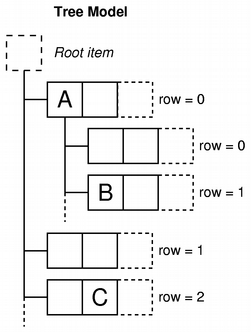 Tree Model
Root item
A
row = 0
row = 0
B
row = 1
row = 1
C
row = 2